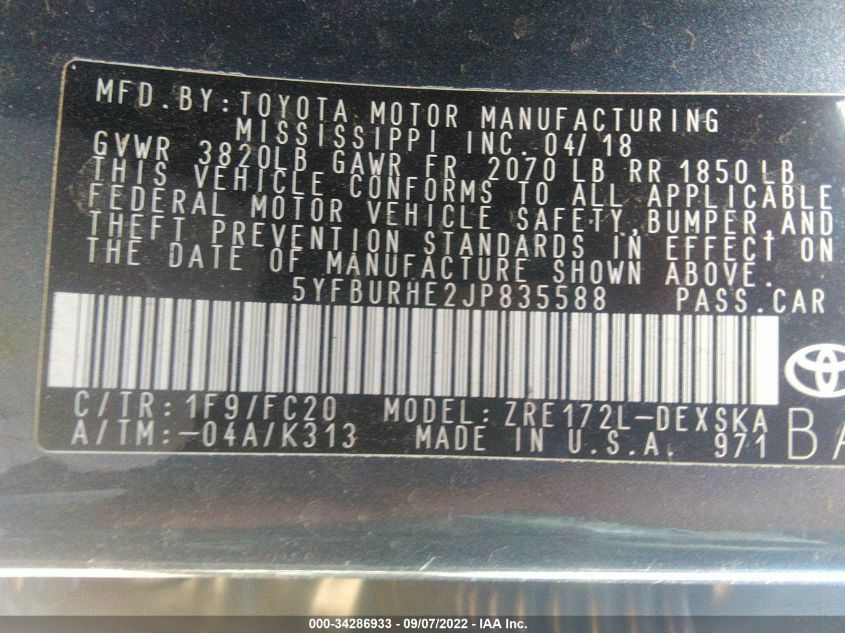 MFD.BY:TOYOTA MOTOR MANUFACTURING
MISSISSIPPI INC. 04/18
GVWR 3820LB GAWR FR 2070 LB RR 1850 LB
THIS VEHICLE CONFORMS TO ALL APPLICABLE
FEDERAL MOTOR VEHICLE SAFETY,BUMPER,AND
THEFT PREVENTION STANDARDS IN EFFECT ON
THE DATE OF MANUFACTURE SHOWN ABOVE.
5YFBURHE2JP835588 PASS.CAR
C/TR:1F9/FC20 MODEL:ZRE172L-DEXSKA
A/TM:-04A/K313 MADE IN U.S.A. 971
000-34286933 - 09/07/2022 - IAA Inc.